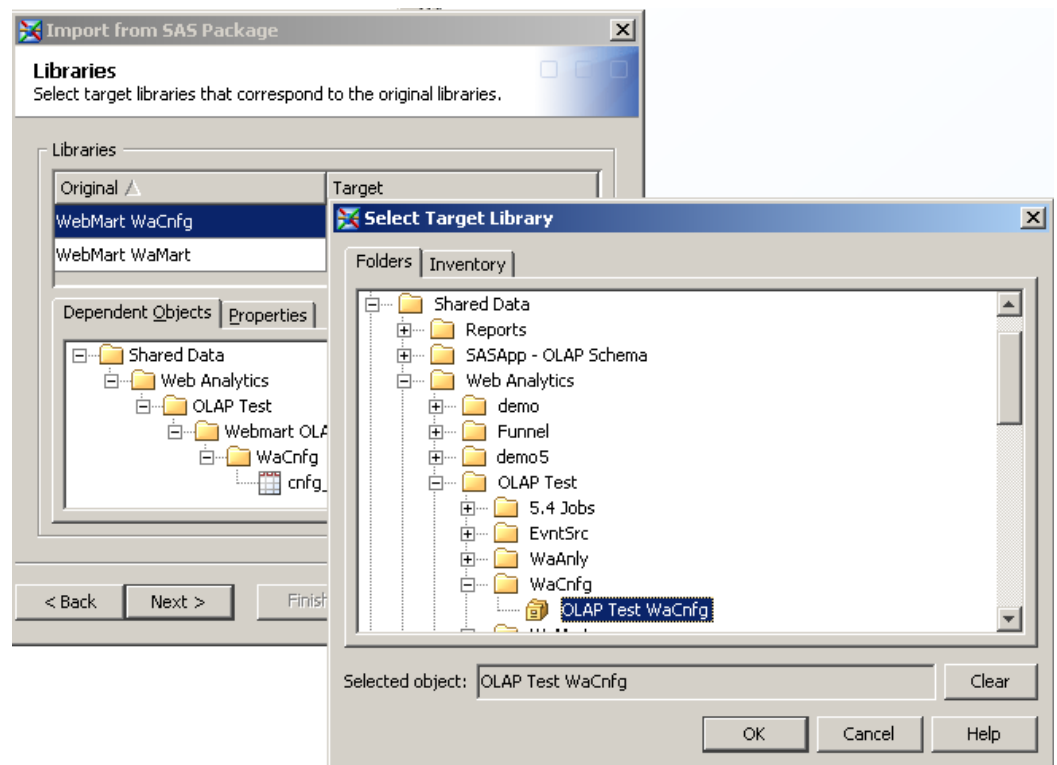 Import from SAS Package
Libraries
Select target libraries that correspond to the original libraries.
Libraries
Original
Target
WebMart WaCnfg
WebMart WaMart
Dependent Objects
Properties
Shared Data
Web Analytics
OLAP Test
Webmart OLA
WaCnfg
cnfg_
< Back
Next >
Finish
Select Target Library
Folders
Inventory
Shared Data
Reports
SASApp - OLAP Schema
Web Analytics
demo
Funnel
demo5
OLAP Test
5.4 Jobs
EvntSrc
WaAnly
WaCnfg
OLAP Test WaCnfg
Selected object: OLAP Test WaCnfg
Clear
OK
Cancel
Help